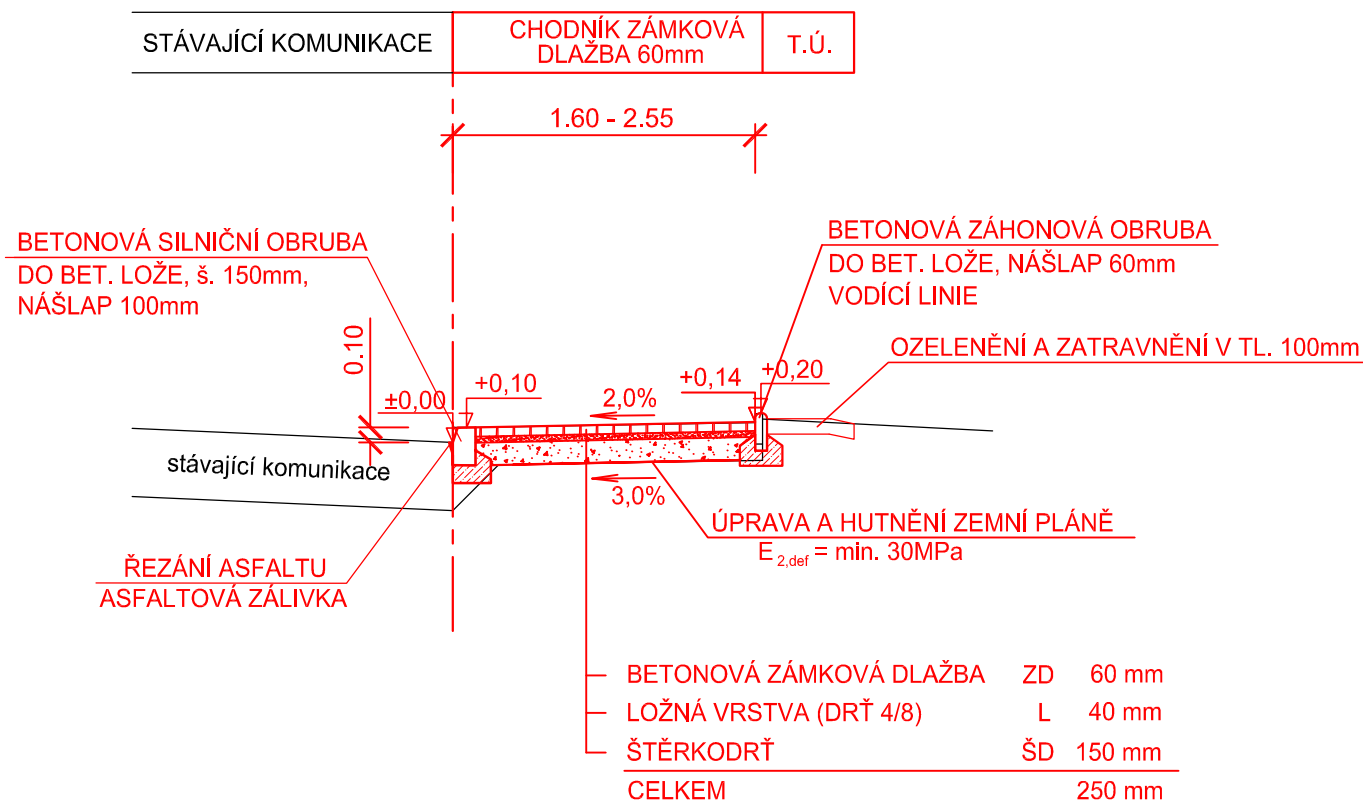 STÁVAJÍCÍ KOMUNIKACE
CHODNÍK ZÁMKOVÁ
DLAŽBA 60mm
T.Ú.
1.60 - 2.55
BETONOVÁ SILNIČNÍ OBRUBA
DO BET. LOŽE, š. 150mm,
NÁŠLAP 100mm
BETONOVÁ ZÁHONOVÁ OBRUBA
DO BET. LOŽE, NÁŠLAP 60mm
VODÍCÍ LINIE
OZELENĚNÍ A ZATRAVNĚNÍ V TL. 100mm
0.10
±0,00
+0,10
2,0%
+0,14
+0,20
stávající komunikace
3,0%
ÚPRAVA A HUTNĚNÍ ZEMNÍ PLÁNĚ
E 2,def = min. 30MPa
ŘEZÁNÍ ASFALTU
ASFALTOVÁ ZÁLIVKA
BETONOVÁ ZÁMKOVÁ DLAŽBA ZD 60 mm
LOŽNÁ VRSTVA (DRŤ 4/8) L 40 mm
ŠTĚRKODRŤ ŠD 150 mm
CELKEM 250 mm